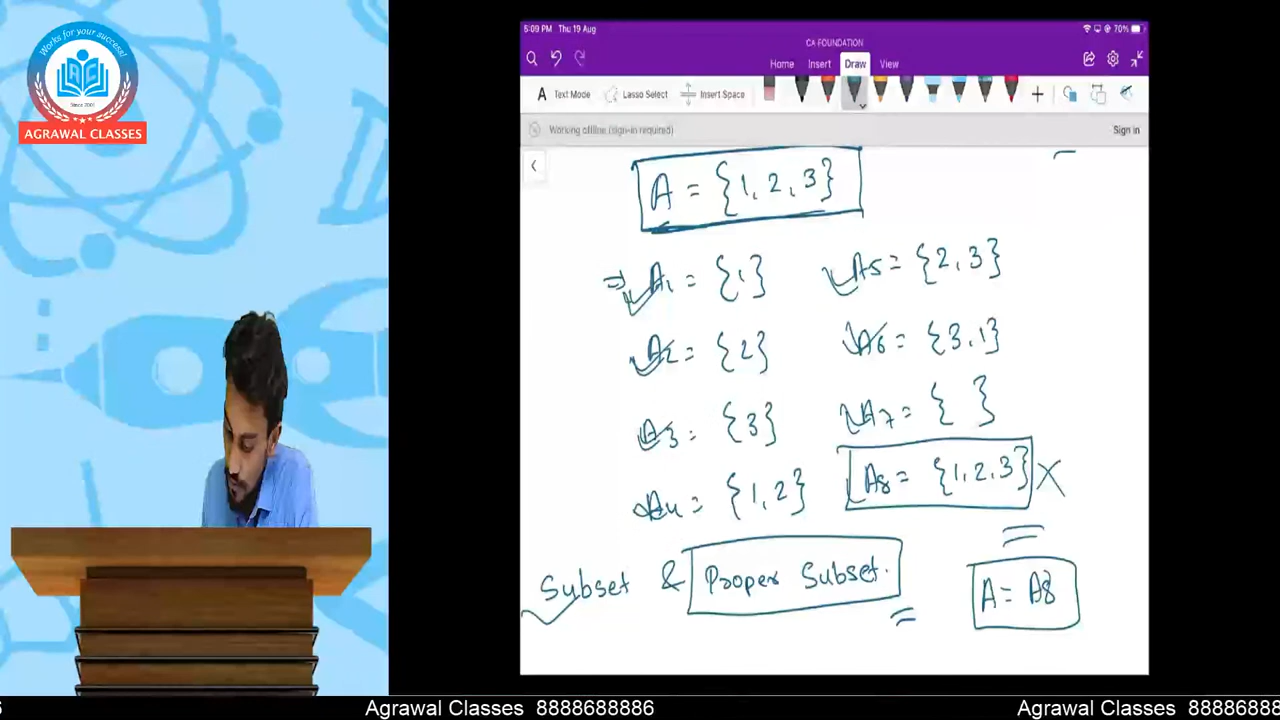 Works for your success!
AC
Since 2001
AGRAWAL CLASSES
5:09 PM Thu 19 Aug
70%
CA FOUNDATION
Home Insert Draw View
A Text Mode Lasso Select Insert Space
Working offline (sign-in required) Sign in
A = {1, 2, 3}
⇒ A1 = {1} A5 = {2, 3}
A2 = {2} A6 = {3, 1}
A3 = {3} A7 = { }
A4 = {1, 2} A8 = {1, 2, 3} X
Subset & Proper Subset. A = A8
6 Agrawal Classes 8888688886 Agrawal Classes 88886888